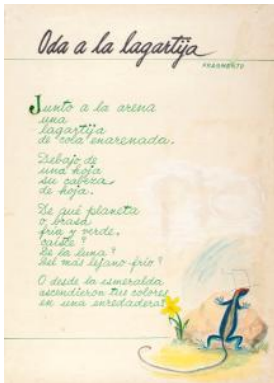 Oda a la lagartija
FRAGMENTO
Junto a la arena
una
lagartija
de cola enarenada.
Debajo de
una hoja
su cabeza
de hoja.
De qué planeta
o brasa
fría y verde,
caíste?
De la luna?
Del más lejano frío?
O desde la esmeralda
ascendieron tus colores
en una enredadera?